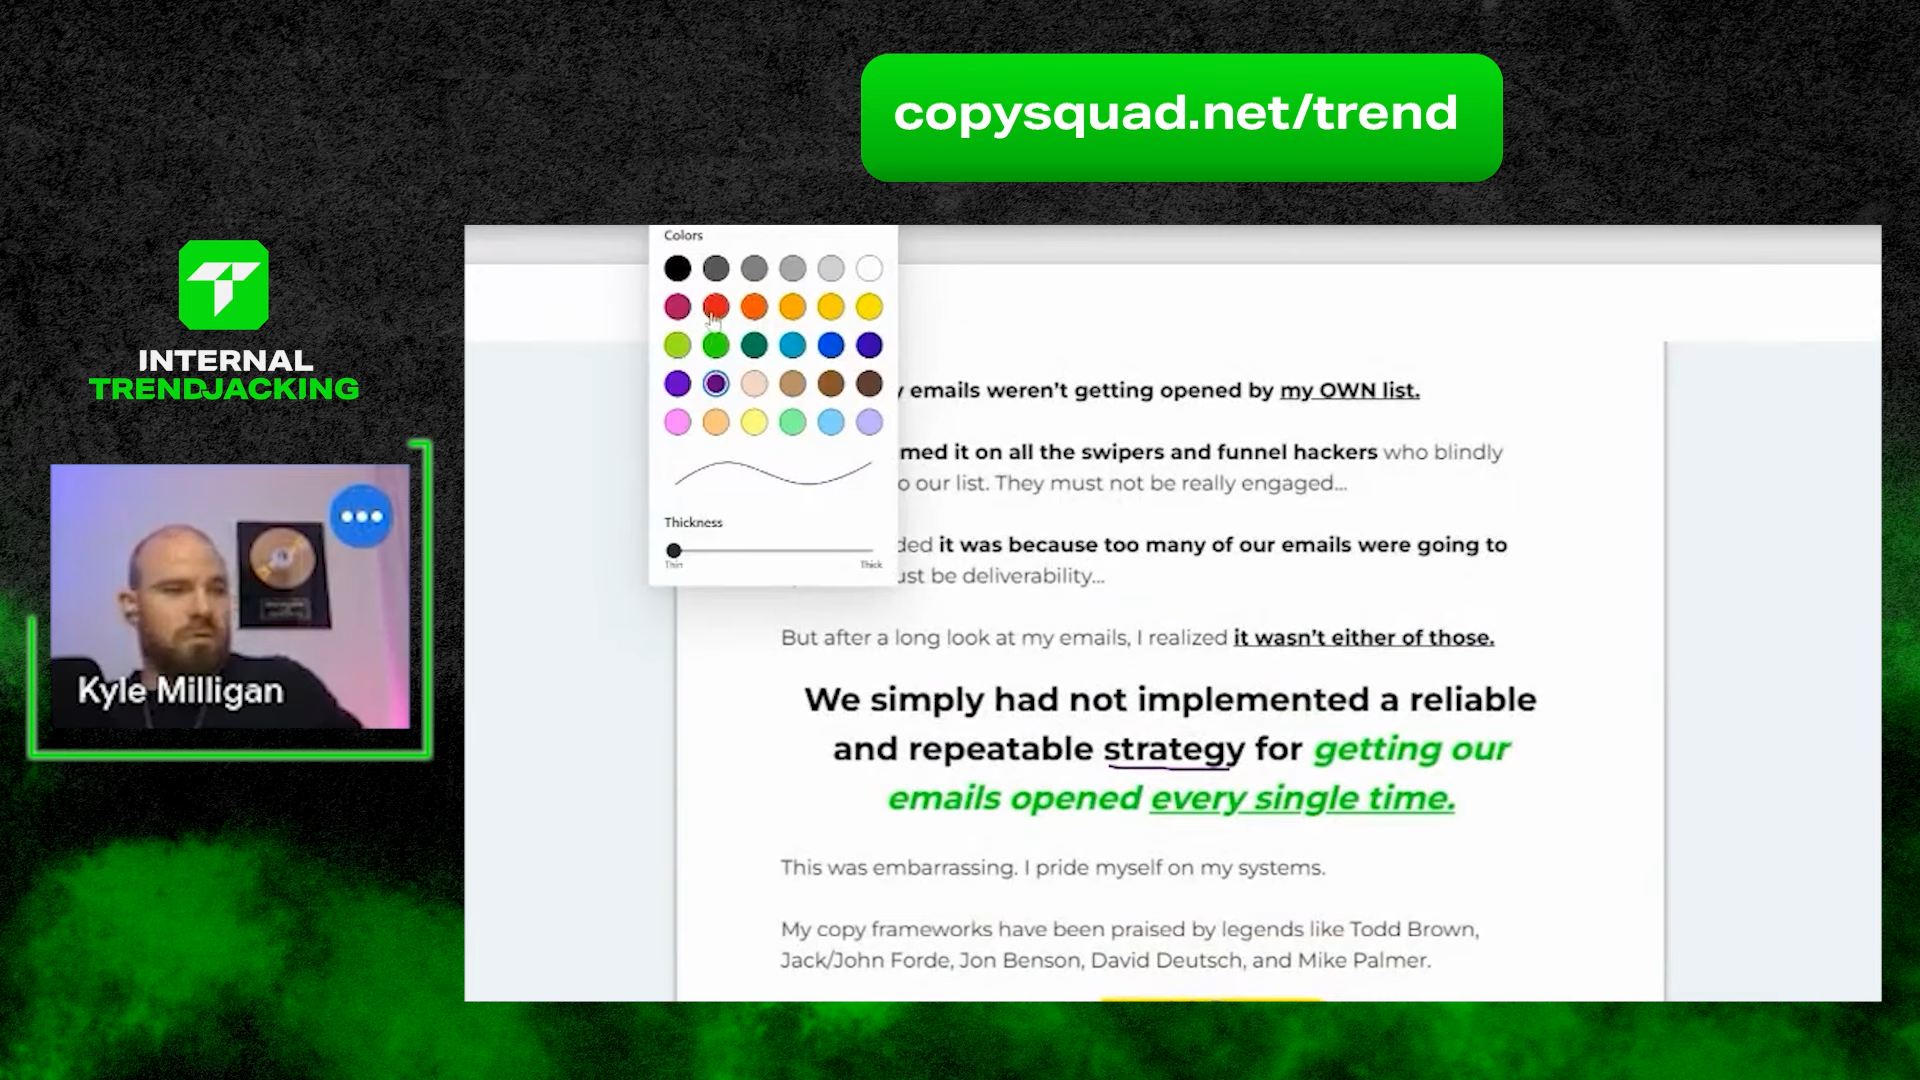 copysquad.net/trend
INTERNAL
TRENDJACKING
Kyle Milligan
Colors
Thickness
Thin
Thick
emails weren't getting opened by my OWN list.
med it on all the swipers and funnel hackers who blindly
o our list. They must not be really engaged...
ded it was because too many of our emails were going to
ust be deliverability...
But after a long look at my emails, I realized it wasn't either of those.
We simply had not implemented a reliable
and repeatable strategy for getting our
emails opened every single time.
This was embarrassing. I pride myself on my systems.
My copy frameworks have been praised by legends like Todd Brown,
Jack/John Forde, Jon Benson, David Deutsch, and Mike Palmer.